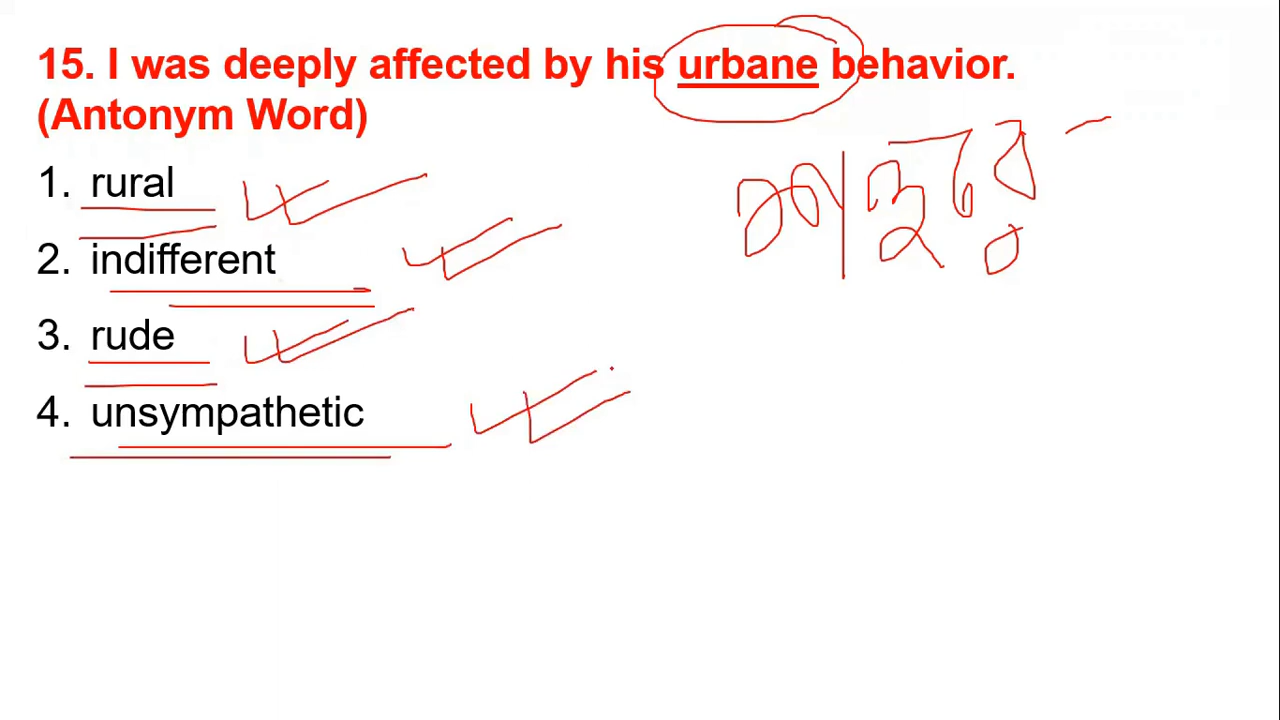 15. I was deeply affected by his urbane behavior.
(Antonym Word)
1. rural
2. indifferent
3. rude
4. unsympathetic